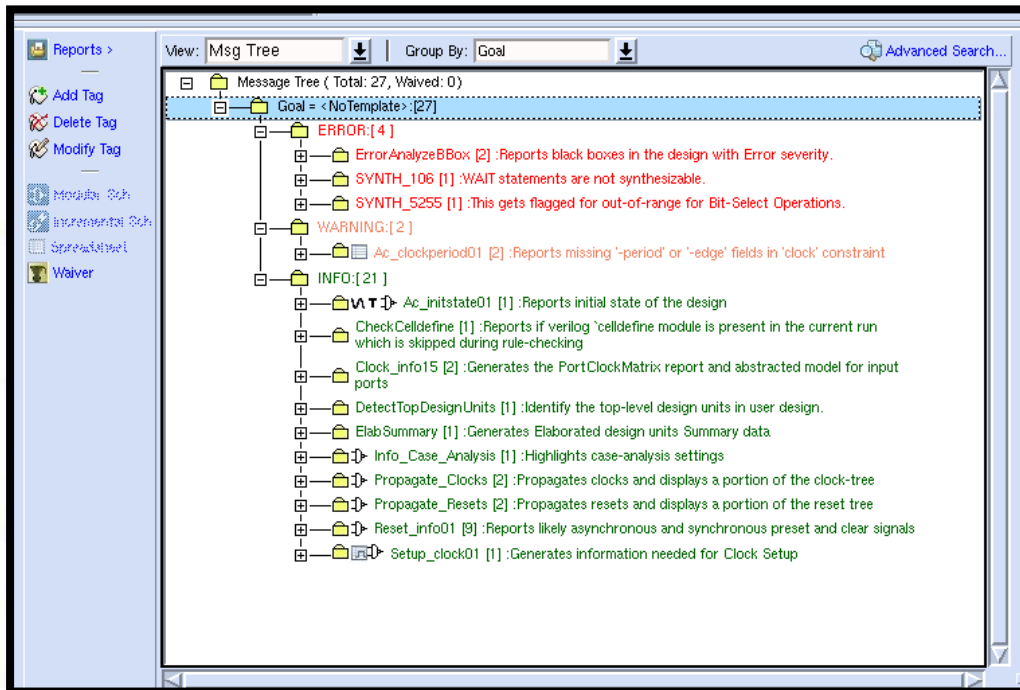 Reports >
View: Msg Tree
Group By: Goal
Advanced Search...
Add Tag
Delete Tag
Modify Tag
Modular Sch
Incremental Sch
Spreadsheet
Waiver
Message Tree ( Total: 27, Waived: 0)
Goal = <NoTemplate>:[27]
ERROR:[ 4 ]
ErrorAnalyzeBBox [2] :Reports black boxes in the design with Error severity.
SYNTH_106 [1] :WAIT statements are not synthesizable.
SYNTH_5255 [1] :This gets flagged for out-of-range for Bit-Select Operations.
WARNING:[ 2 ]
Ac_clockperiod01 [2] :Reports missing '-period' or '-edge' fields in 'clock' constraint
INFO:[ 21 ]
Ac_initstate01 [1] :Reports initial state of the design
CheckCelldefine [1] :Reports if verilog `celldefine module is present in the current run
which is skipped during rule-checking
Clock_info15 [2] :Generates the PortClockMatrix report and abstracted model for input
ports
DetectTopDesignUnits [1] :Identify the top-level design units in user design.
ElabSummary [1] :Generates Elaborated design units Summary data
Info_Case_Analysis [1] :Highlights case-analysis settings
Propagate_Clocks [2] :Propagates clocks and displays a portion of the clock-tree
Propagate_Resets [2] :Propagates resets and displays a portion of the reset tree
Reset_info01 [9] :Reports likely asynchronous and synchronous preset and clear signals
Setup_clock01 [1] :Generates information needed for Clock Setup